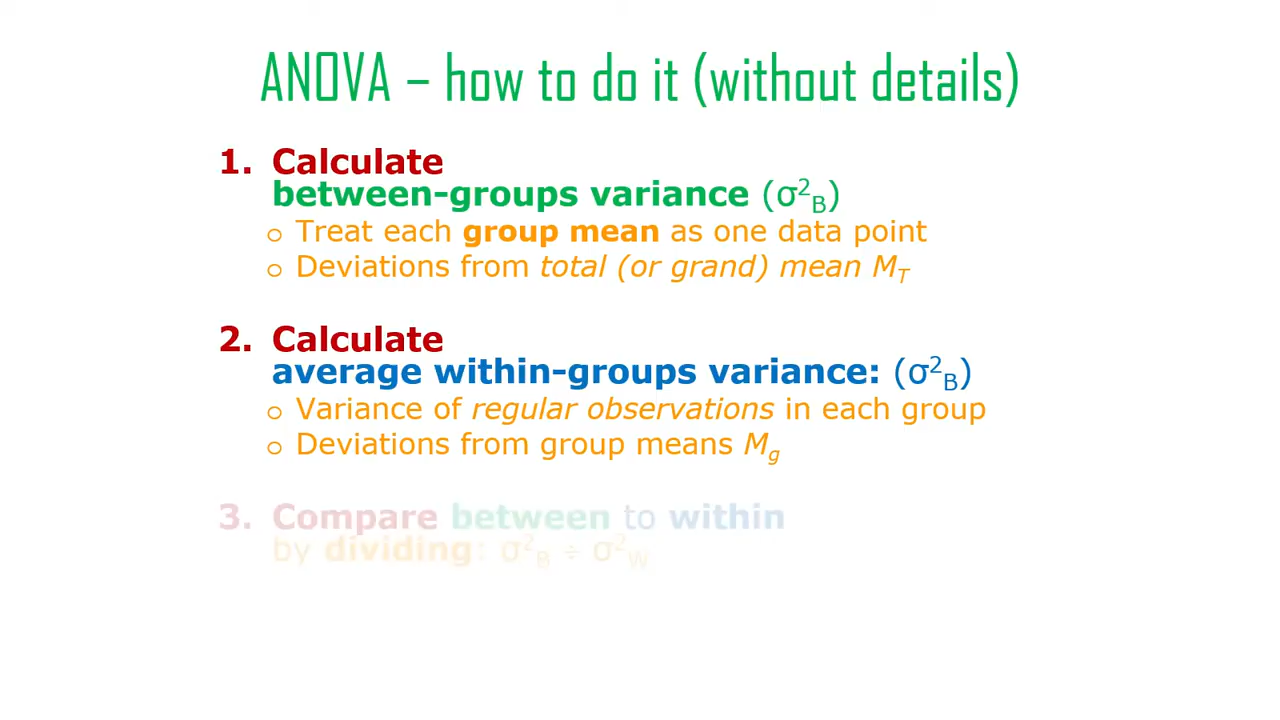 ANOVA – how to do it (without details)
1. Calculate
between-groups variance (σ²B)
o Treat each group mean as one data point
o Deviations from total (or grand) mean MT
2. Calculate
average within-groups variance: (σ²B)
o Variance of regular observations in each group
o Deviations from group means Mg
3. Compare between to within
by dividing: σ²B ÷ σ²W